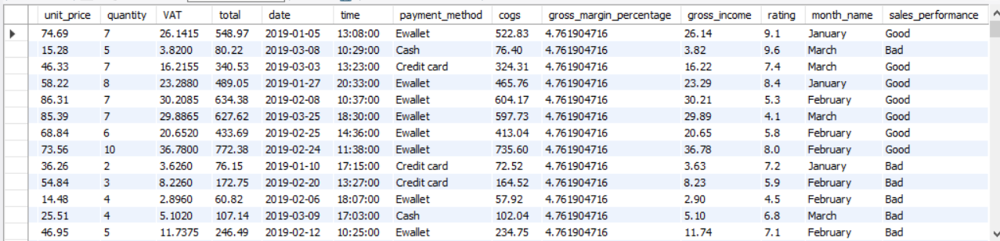 unit_price quantity VAT total date time payment_method cogs gross_margin_percentage gross_income rating month_name sales_performance
74.69 7 26.1415 548.97 2019-01-05 13:08:00 Ewallet 522.83 4.761904716 26.14 9.1 January Good
15.28 5 3.8200 80.22 2019-03-08 10:29:00 Cash 76.40 4.761904716 3.82 9.6 March Bad
46.33 7 16.2155 340.53 2019-03-03 13:23:00 Credit card 324.31 4.761904716 16.22 7.4 March Good
58.22 8 23.2880 489.05 2019-01-27 20:33:00 Ewallet 465.76 4.761904716 23.29 8.4 January Good
86.31 7 30.2085 634.38 2019-02-08 10:37:00 Ewallet 604.17 4.761904716 30.21 5.3 February Good
85.39 7 29.8865 627.62 2019-03-25 18:30:00 Ewallet 597.73 4.761904716 29.89 4.1 March Good
68.84 6 20.6520 433.69 2019-02-25 14:36:00 Ewallet 413.04 4.761904716 20.65 5.8 February Good
73.56 10 36.7800 772.38 2019-02-24 11:38:00 Ewallet 735.60 4.761904716 36.78 8.0 February Good
36.26 2 3.6260 76.15 2019-01-10 17:15:00 Credit card 72.52 4.761904716 3.63 7.2 January Bad
54.84 3 8.2260 172.75 2019-02-20 13:27:00 Credit card 164.52 4.761904716 8.23 5.9 February Bad
14.48 4 2.8960 60.82 2019-02-06 18:07:00 Ewallet 57.92 4.761904716 2.90 4.5 February Bad
25.51 4 5.1020 107.14 2019-03-09 17:03:00 Cash 102.04 4.761904716 5.10 6.8 March Bad
46.95 5 11.7375 246.49 2019-02-12 10:25:00 Ewallet 234.75 4.761904716 11.74 7.1 February Bad